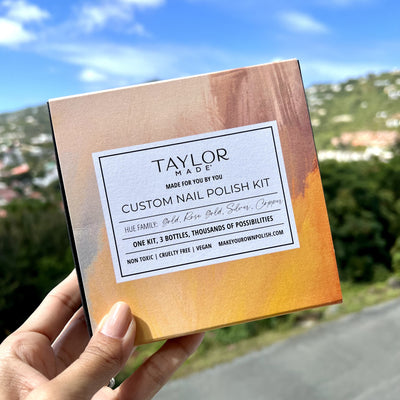 TAYLOR
MADE
MADE FOR YOU BY YOU
CUSTOM NAIL POLISH KIT
HUE FAMILY: Gold, Rose Gold, Silver, Copper
ONE KIT, 3 BOTTLES, THOUSANDS OF POSSIBILITIES
NON TOXIC | CRUELTY FREE | VEGAN MAKEYOUROWNPOLISH.COM